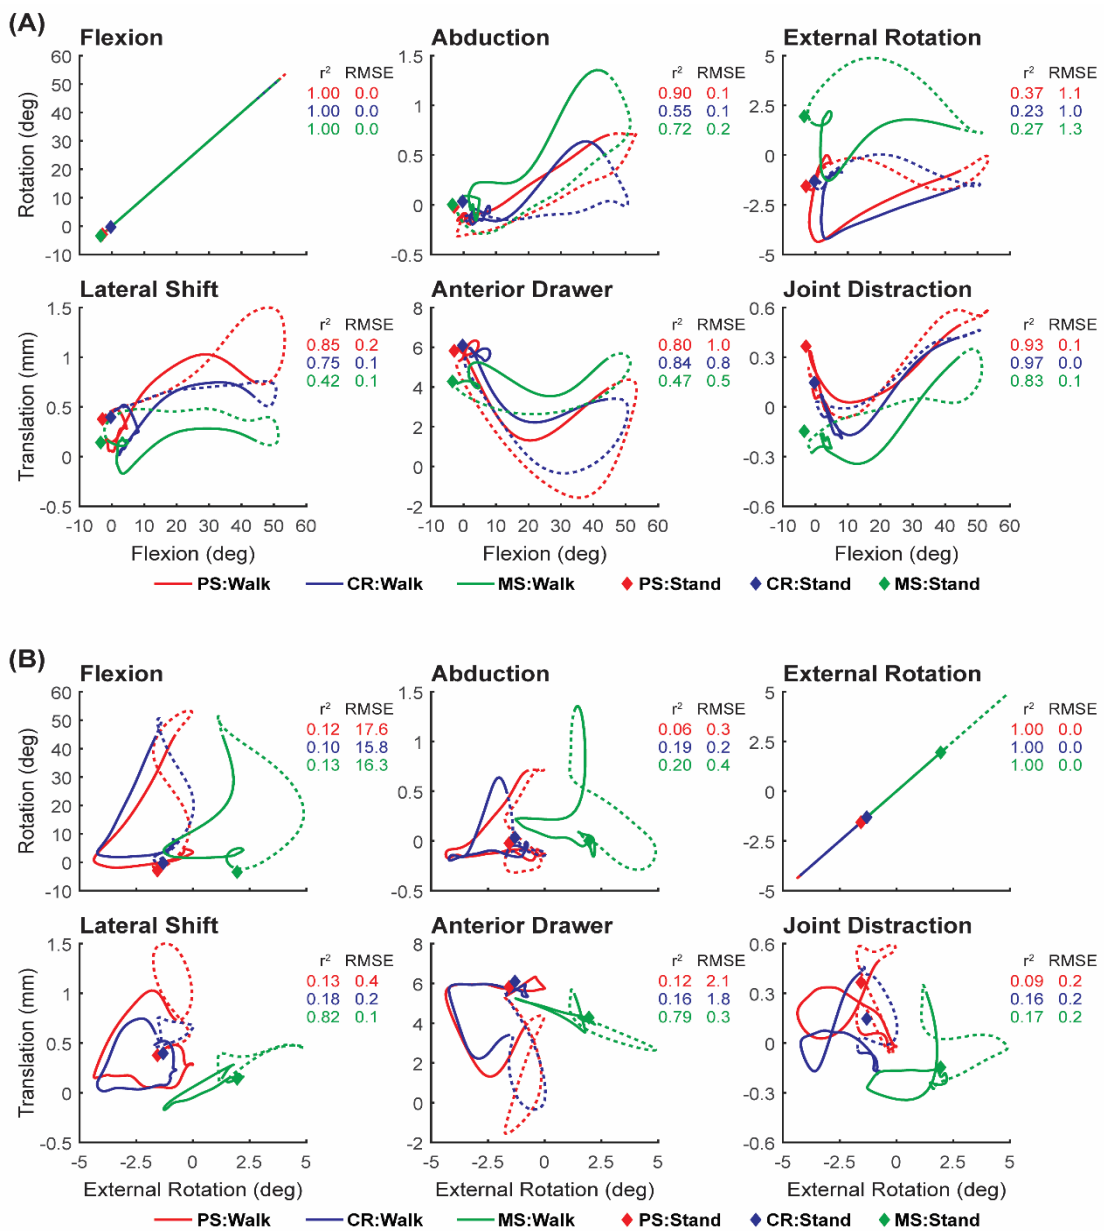 (A)
Flexion
Abduction
External Rotation
60
50
40
30
20
10
0
-10
Rotation (deg)
r² RMSE
1.00 0.0
1.00 0.0
1.00 0.0
1.5
1
0.5
0
-0.5
r² RMSE
0.90 0.1
0.55 0.1
0.72 0.2
5
2.5
0
-2.5
-5
r² RMSE
0.37 1.1
0.23 1.0
0.27 1.3
Lateral Shift
Anterior Drawer
Joint Distraction
1.5
1
0.5
0
-0.5
Translation (mm)
r² RMSE
0.85 0.2
0.75 0.1
0.42 0.1
8
6
4
2
0
-2
r² RMSE
0.80 1.0
0.84 0.8
0.47 0.5
0.6
0.3
0
-0.3
-0.6
r² RMSE
0.93 0.1
0.97 0.0
0.83 0.1
-10 0 10 20 30 40 50 60
-10 0 10 20 30 40 50 60
-10 0 10 20 30 40 50 60
Flexion (deg)
Flexion (deg)
Flexion (deg)
PS:Walk CR:Walk MS:Walk PS:Stand CR:Stand MS:Stand
(B)
Flexion
Abduction
External Rotation
60
50
40
30
20
10
0
-10
Rotation (deg)
r² RMSE
0.12 17.6
0.10 15.8
0.13 16.3
1.5
1
0.5
0
-0.5
r² RMSE
0.06 0.3
0.19 0.2
0.20 0.4
5
2.5
0
-2.5
-5
r² RMSE
1.00 0.0
1.00 0.0
1.00 0.0
Lateral Shift
Anterior Drawer
Joint Distraction
1.5
1
0.5
0
-0.5
Translation (mm)
r² RMSE
0.13 0.4
0.18 0.2
0.82 0.1
8
6
4
2
0
-2
r² RMSE
0.12 2.1
0.16 1.8
0.79 0.3
0.6
0.3
0
-0.3
-0.6
r² RMSE
0.09 0.2
0.16 0.2
0.17 0.2
-5 -2.5 0 2.5 5
-5 -2.5 0 2.5 5
-5 -2.5 0 2.5 5
External Rotation (deg)
External Rotation (deg)
External Rotation (deg)
PS:Walk CR:Walk MS:Walk PS:Stand CR:Stand MS:Stand